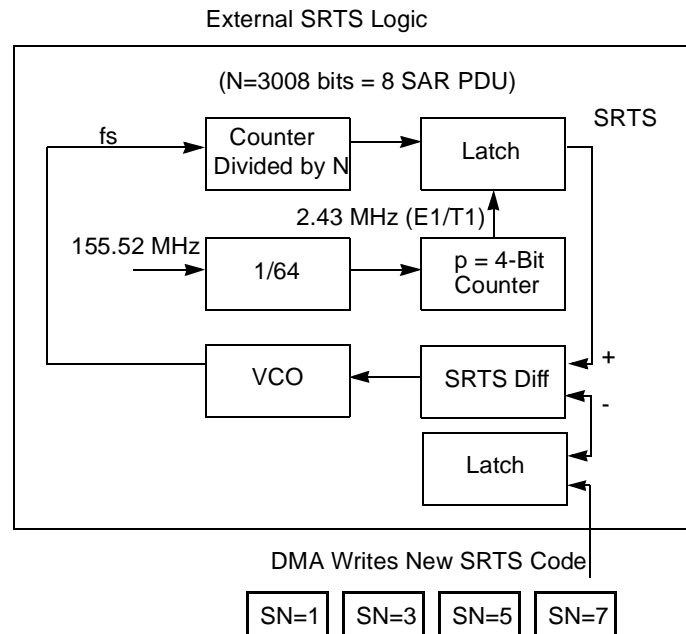 External SRTS Logic
(N=3008 bits = 8 SAR PDU)
fs
Counter
Divided by N
Latch
SRTS
2.43 MHz (E1/T1)
155.52 MHz
1/64
p = 4-Bit
Counter
VCO
SRTS Diff
+
-
Latch
DMA Writes New SRTS Code
SN=1
SN=3
SN=5
SN=7